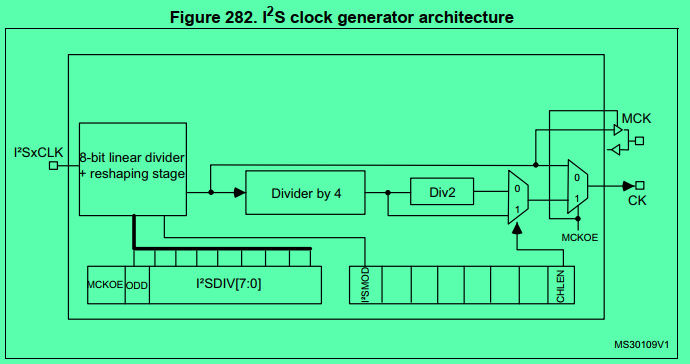 Figure 282. I²S clock generator architecture
MCK
I²SxCLK
8-bit linear divider
+ reshaping stage
0
Divider by 4
Div2
0
1
1
CK
MCKOE
MCKOE
ODD
I²SDIV[7:0]
I²SMOD
CHLEN
MS30109V1